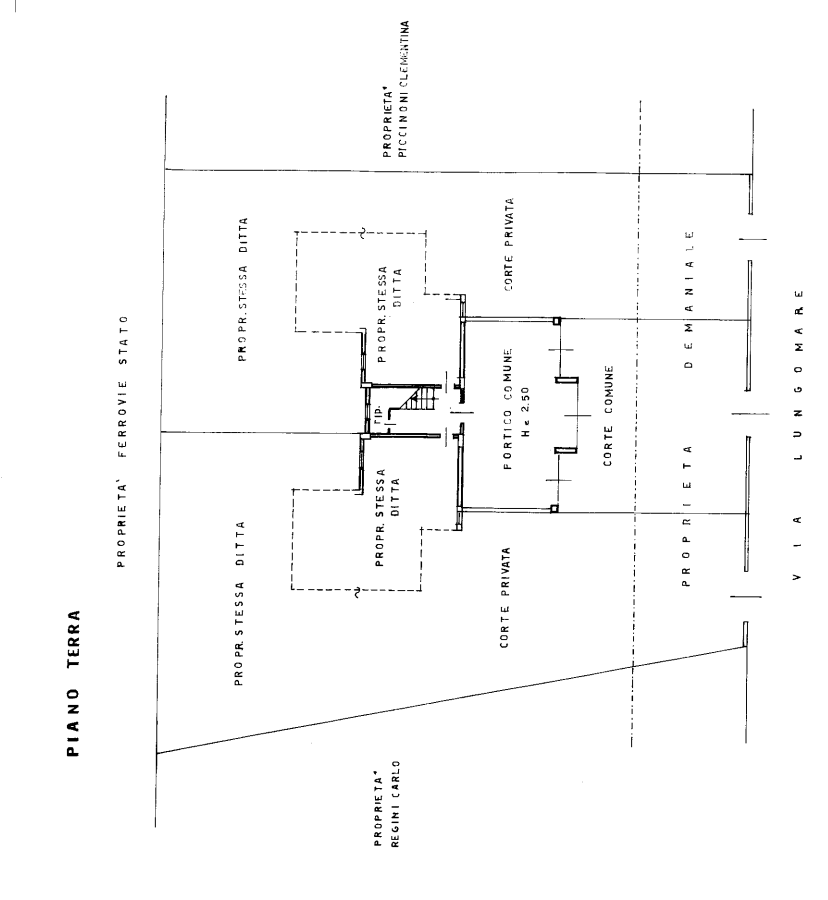 PIANO TERRA
PROPRIETA' FERROVIE STATO
PROPR.STESSA DITTA
PROPR.STESSA DITTA
PROPRIETA'
REGINI CARLO
PROPR.STESSA
DITTA
rip.
PROPR.STESSA
DITTA
PROPRIETA'
PICCINONI CLEMENTINA
CORTE PRIVATA
PORTICO COMUNE
H = 2.50
CORTE PRIVATA
CORTE COMUNE
PROPRIETA DEMANIALE
VIA LUNGOMARE